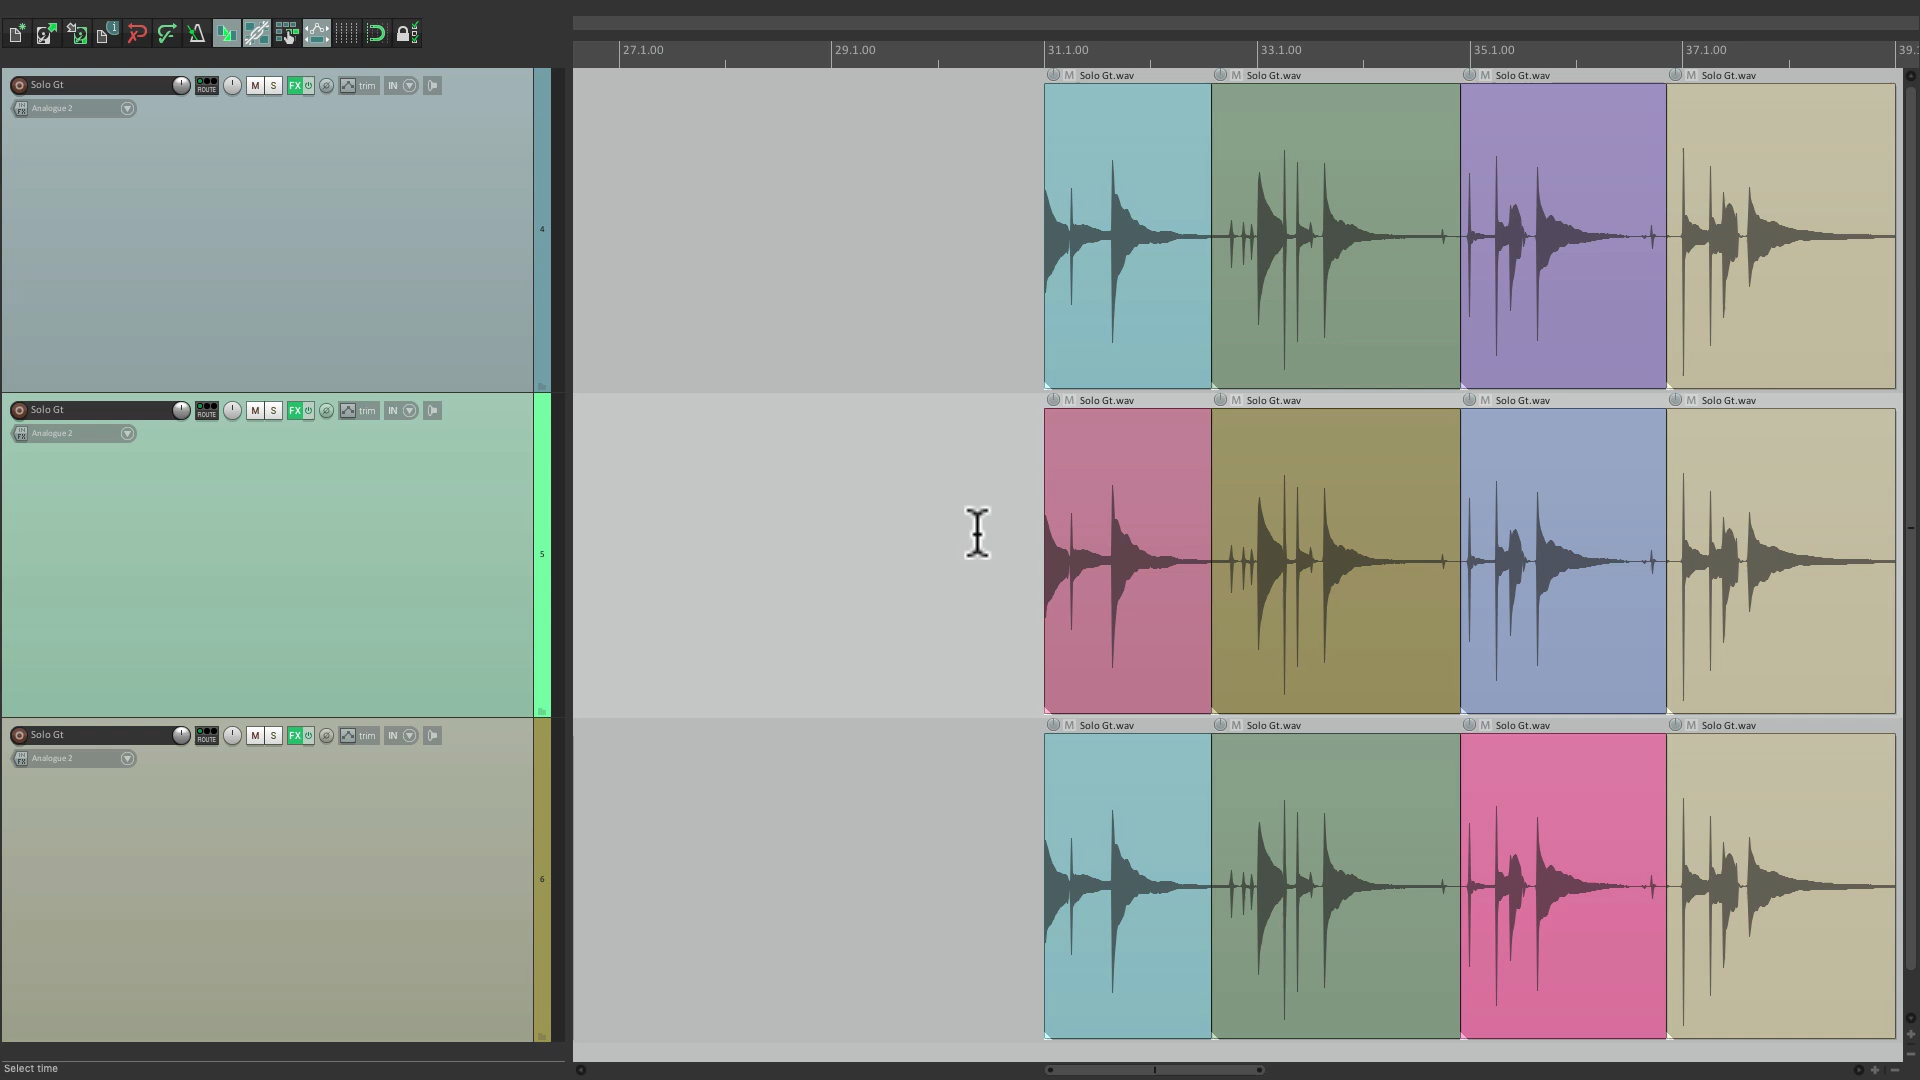 27.1.00 29.1.00 31.1.00 33.1.00 35.1.00 37.1.00 39.
Solo Gt ROUTE M S FX trim IN
Analogue 2
4
M Solo Gt.wav M Solo Gt.wav M Solo Gt.wav M Solo Gt.wav
Solo Gt ROUTE M S FX trim IN
Analogue 2
5
M Solo Gt.wav M Solo Gt.wav M Solo Gt.wav M Solo Gt.wav
Solo Gt ROUTE M S FX trim IN
Analogue 2
6
M Solo Gt.wav M Solo Gt.wav M Solo Gt.wav M Solo Gt.wav
Select time